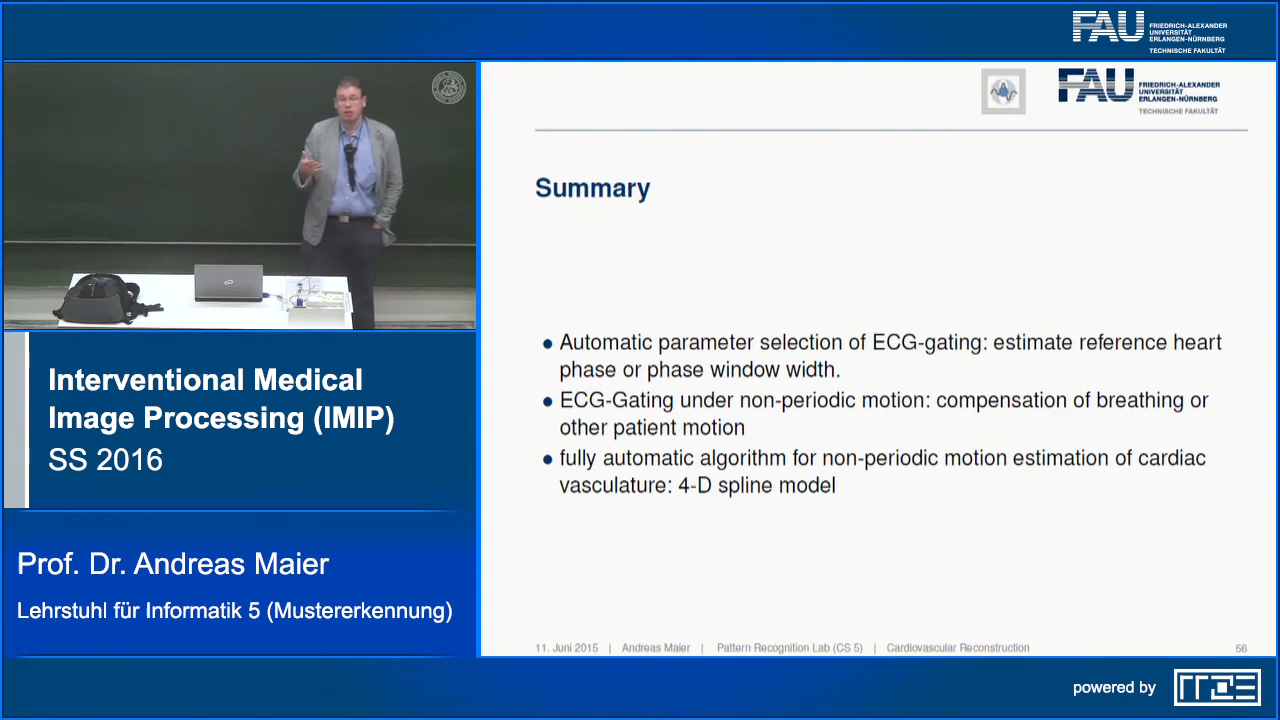 FAU
FRIEDRICH-ALEXANDER
UNIVERSITÄT
ERLANGEN-NÜRNBERG
TECHNISCHE FAKULTÄT
FAU
FRIEDRICH-ALEXANDER
UNIVERSITÄT
ERLANGEN-NÜRNBERG
TECHNISCHE FAKULTÄT
Summary
● Automatic parameter selection of ECG-gating: estimate reference heart
phase or phase window width.
● ECG-Gating under non-periodic motion: compensation of breathing or
other patient motion
● fully automatic algorithm for non-periodic motion estimation of cardiac
vasculature: 4-D spline model
11. Juni 2015 | Andreas Maier | Pattern Recognition Lab (CS 5) | Cardiovascular Reconstruction 56
Interventional Medical
Image Processing (IMIP)
SS 2016
Prof. Dr. Andreas Maier
Lehrstuhl für Informatik 5 (Mustererkennung)
powered by
RRZE